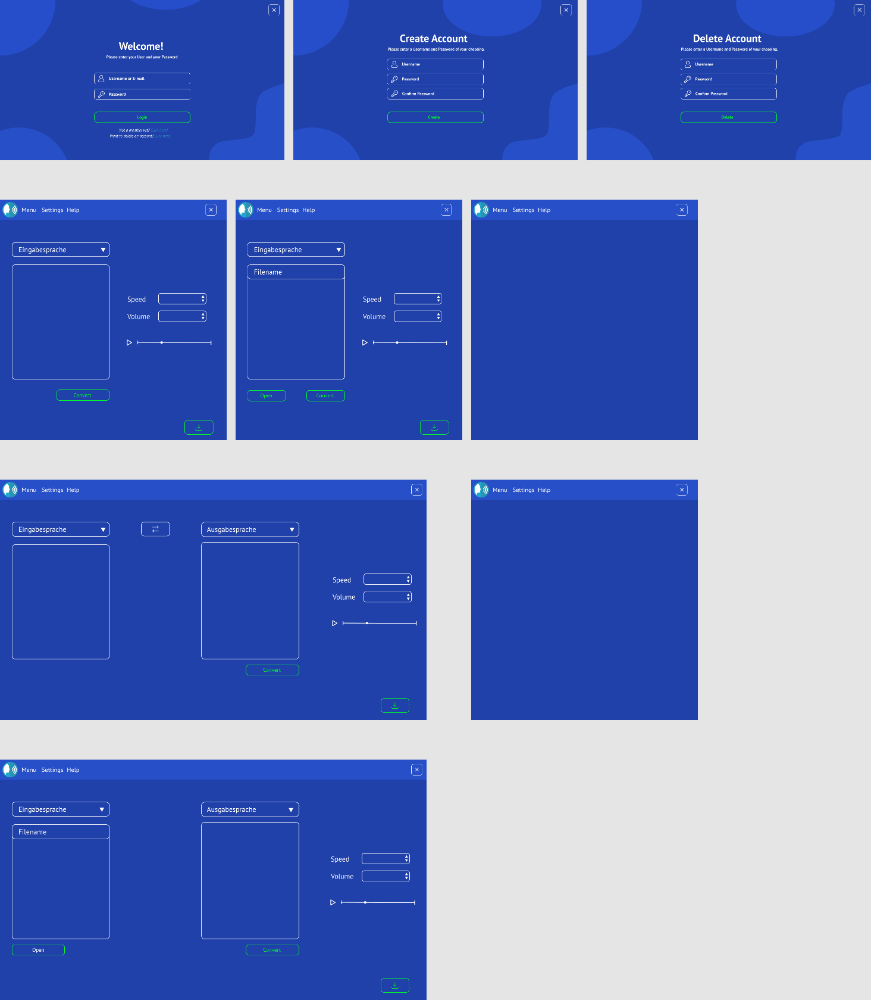 Welcome!
Please enter your User and your Password
Username or E-mail
Password
Login
Not a member yet? Click here!
Want to delete an account? Click here!
Create Account
Please enter a Username and Password of your choosing.
Username
Password
Confirm Password
Create
Delete Account
Please enter a Username and Password of your choosing.
Username
Password
Confirm Password
Delete
Menu Settings Help
Eingabesprache
Speed
Volume
Convert
Menu Settings Help
Eingabesprache
Filename
Speed
Volume
Open Convert
Menu Settings Help
Menu Settings Help
Eingabesprache
Ausgabesprache
Speed
Volume
Convert
Menu Settings Help
Menu Settings Help
Eingabesprache
Ausgabesprache
Filename
Speed
Volume
Open
Convert